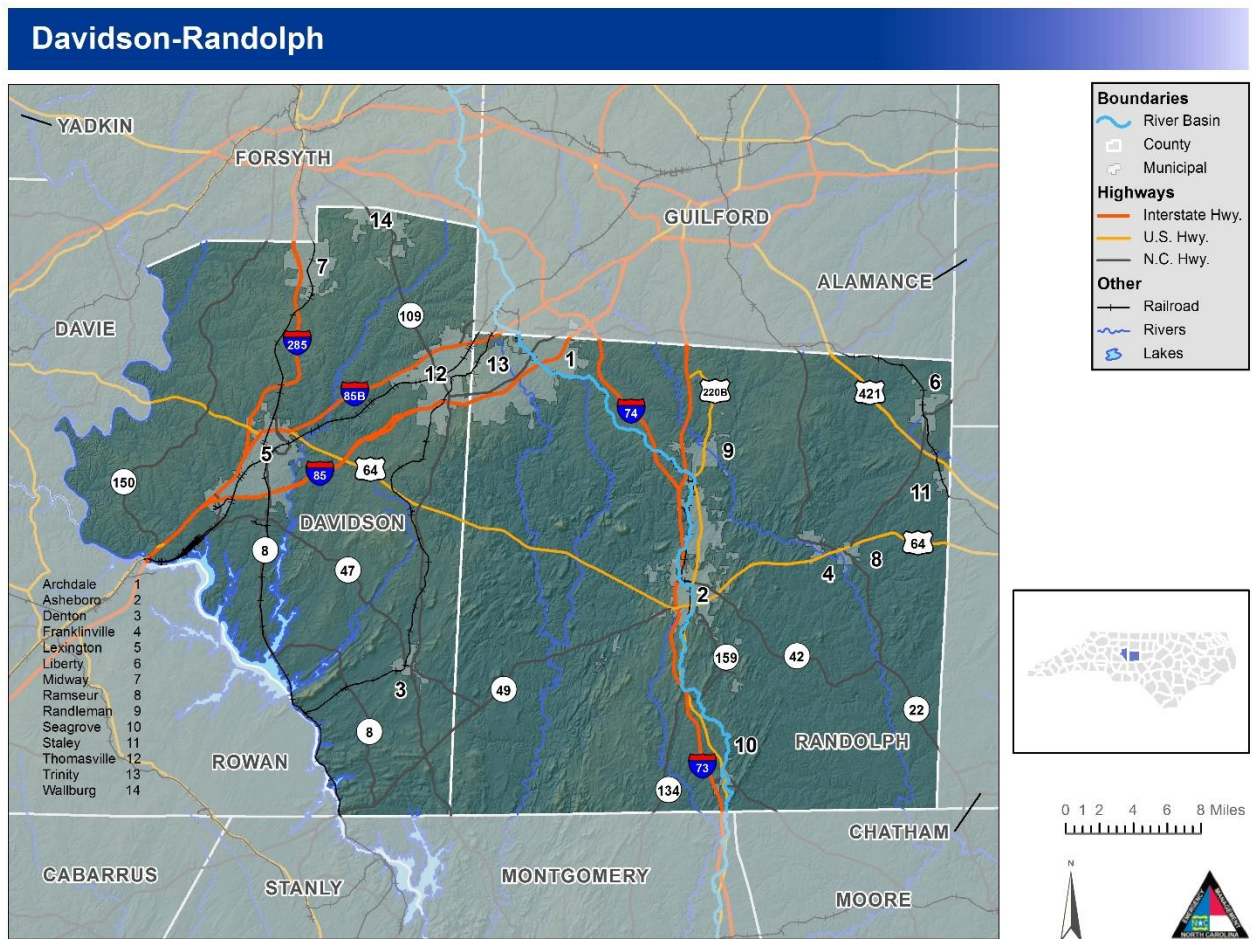 Davidson-Randolph
YADKIN
FORSYTH
14
GUILFORD
7
ALAMANCE
109
DAVIE
285
13
1
12
6
85B
220B
421
74
9
5
85
64
150
11
DAVIDSON
8
64
47
4
8
2
159
42
3
49
22
8
10
RANDOLPH
ROWAN
73
134
CHATHAM
CABARRUS
STANLY
MONTGOMERY
MOORE
Archdale 1
Asheboro 2
Denton 3
Franklinville 4
Lexington 5
Liberty 6
Midway 7
Ramseur 8
Randleman 9
Seagrove 10
Staley 11
Thomasville 12
Trinity 13
Wallburg 14
Boundaries
River Basin
County
Municipal
Highways
Interstate Hwy.
U.S. Hwy.
N.C. Hwy.
Other
Railroad
Rivers
Lakes
0 1 2 4 6 8 Miles
N
EMERGENCY
MANAGEMENT
NORTH CAROLINA